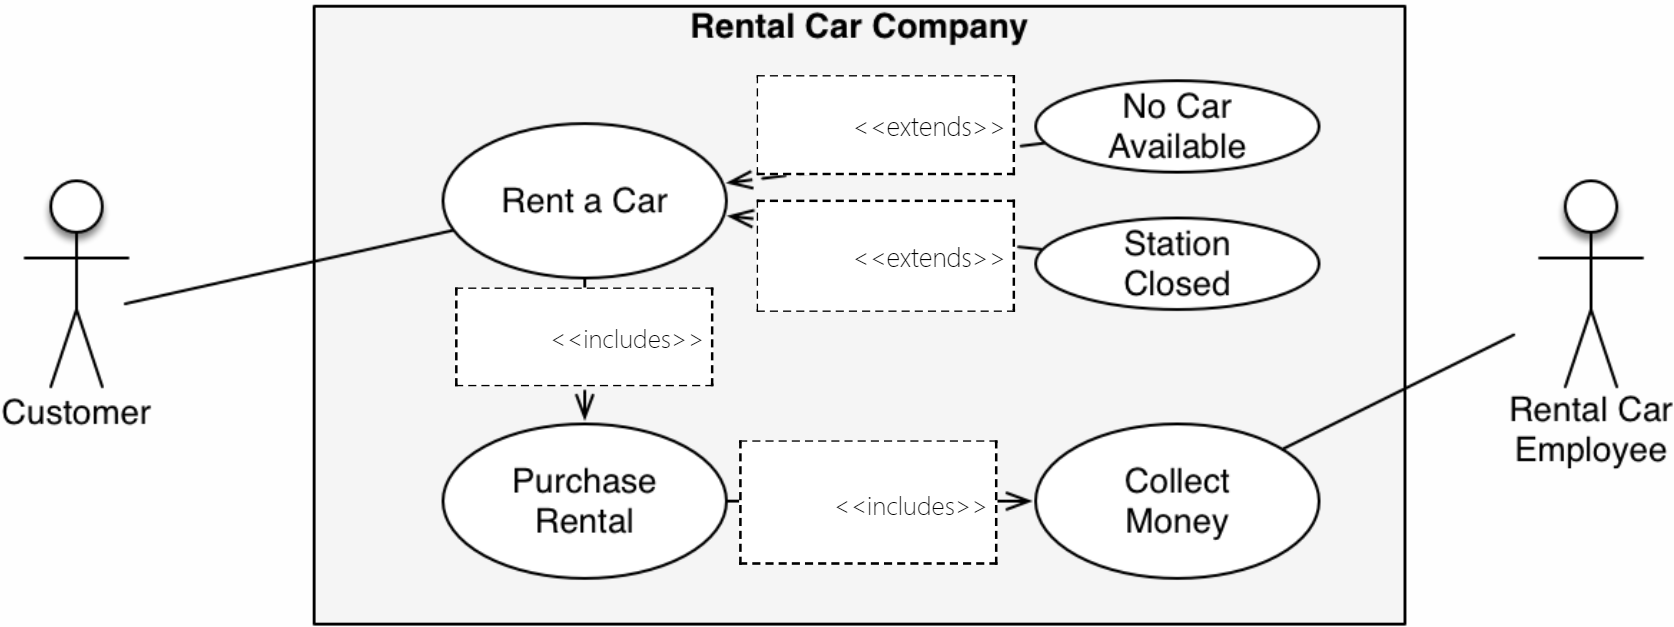 Rental Car Company
<<extends>>
No Car
Available
Rent a Car
<<extends>>
Station
Closed
<<includes>>
Customer
Rental Car
Employee
Purchase
Rental
<<includes>>
Collect
Money